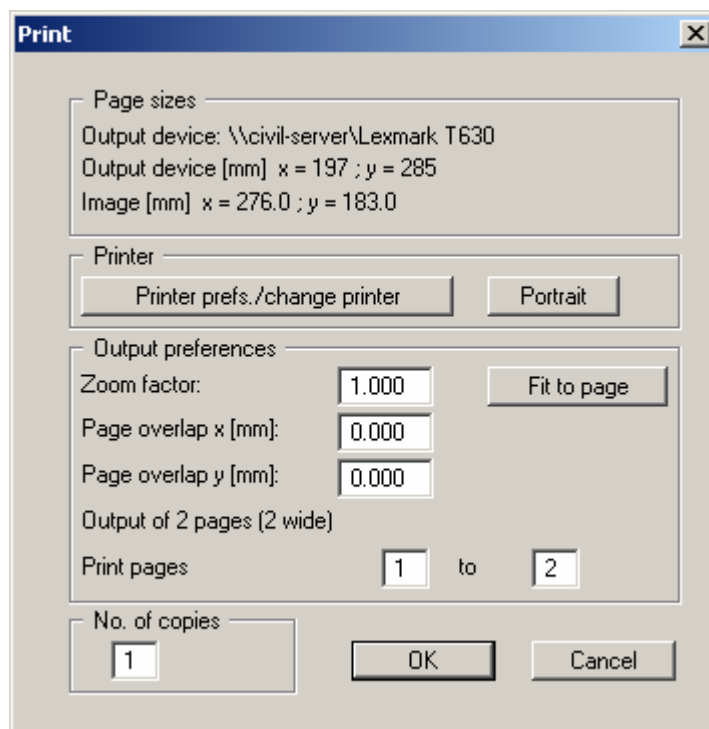 Print
Page sizes
Output device: \\civil-server\Lexmark T630
Output device [mm]  x = 197 ; y = 285
Image [mm]  x = 276.0 ; y = 183.0
Printer
Printer prefs./change printer
Portrait
Output preferences
Zoom factor: 1.000
Fit to page
Page overlap x [mm]: 0.000
Page overlap y [mm]: 0.000
Output of 2 pages (2 wide)
Print pages 1 to 2
No. of copies
1
OK
Cancel